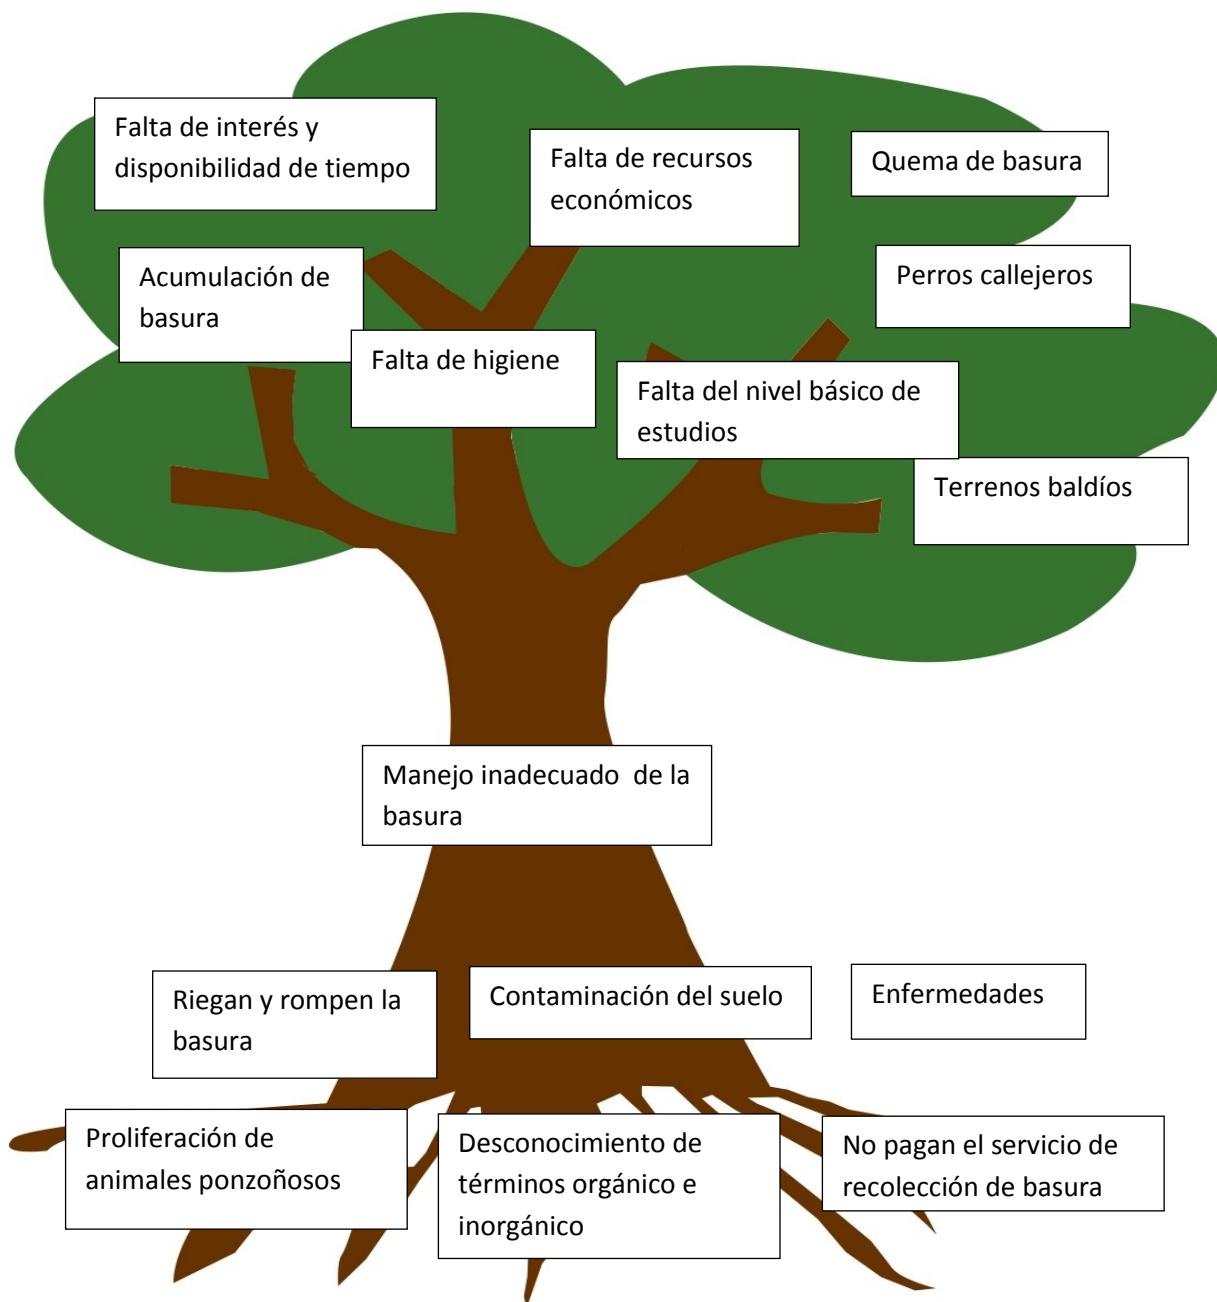 Falta de interés y
disponibilidad de tiempo
Falta de recursos
económicos
Quema de basura
Acumulación de
basura
Perros callejeros
Falta de higiene
Falta del nivel básico de
estudios
Terrenos baldíos
Manejo inadecuado  de la
basura
Riegan y rompen la
basura
Contaminación del suelo
Enfermedades
Proliferación de
animales ponzoñosos
Desconocimiento de
términos orgánico e
inorgánico
No pagan el servicio de
recolección de basura